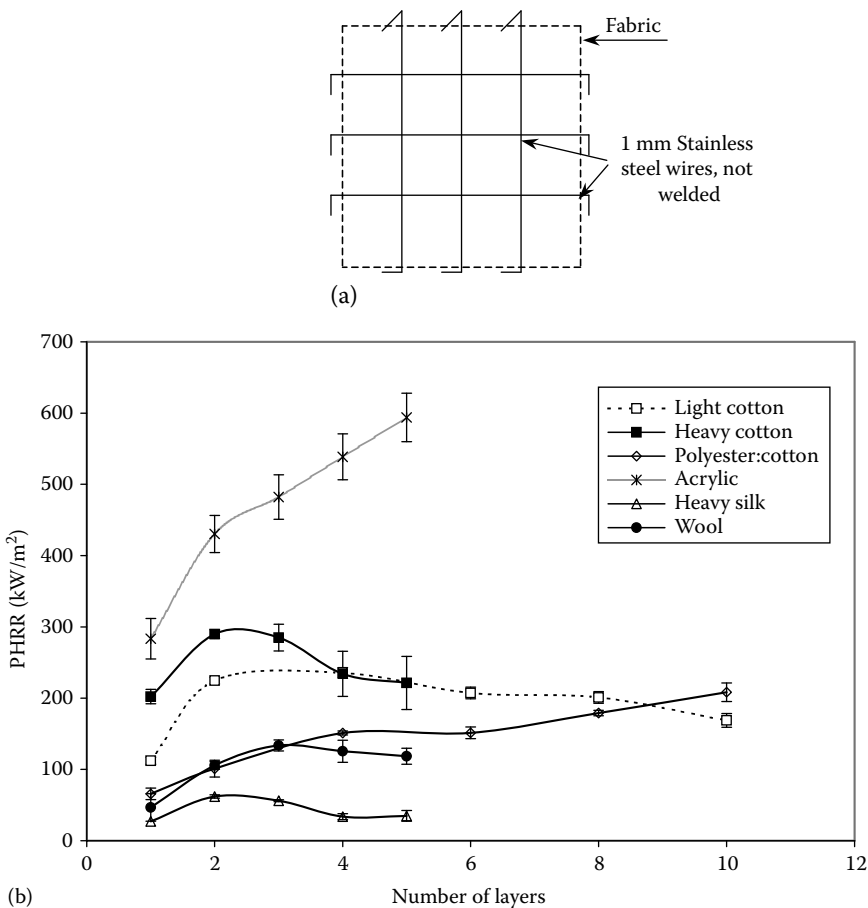 Fabric
1 mm Stainless
steel wires, not
welded
(a)
700
600
500
400
300
200
100
0
PHRR (kW/m²)
Light cotton
Heavy cotton
Polyester:cotton
Acrylic
Heavy silk
Wool
0 2 4 6 8 10 12
(b) Number of layers